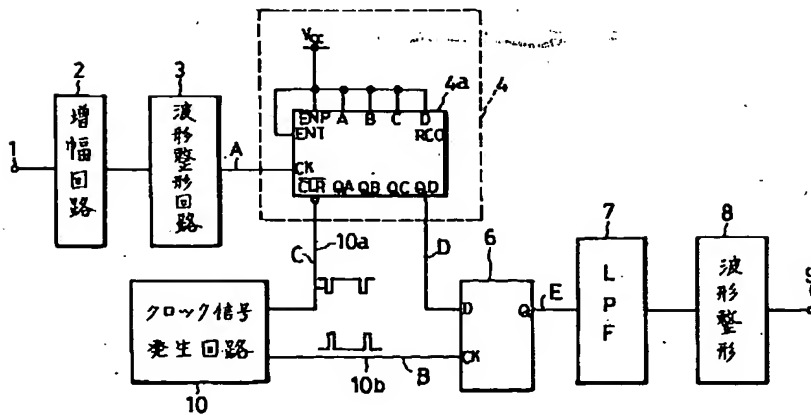 Vcc
2
3
4a
4
増幅回路
波形整形回路
1
A
ENP A B C D
ENT RCO
CK
CLR QA QB QC QD
C
10a
D
6
7
8
9
クロック信号
発生回路
10
10b
B
D
Q
CK
E
LPF
波形整形